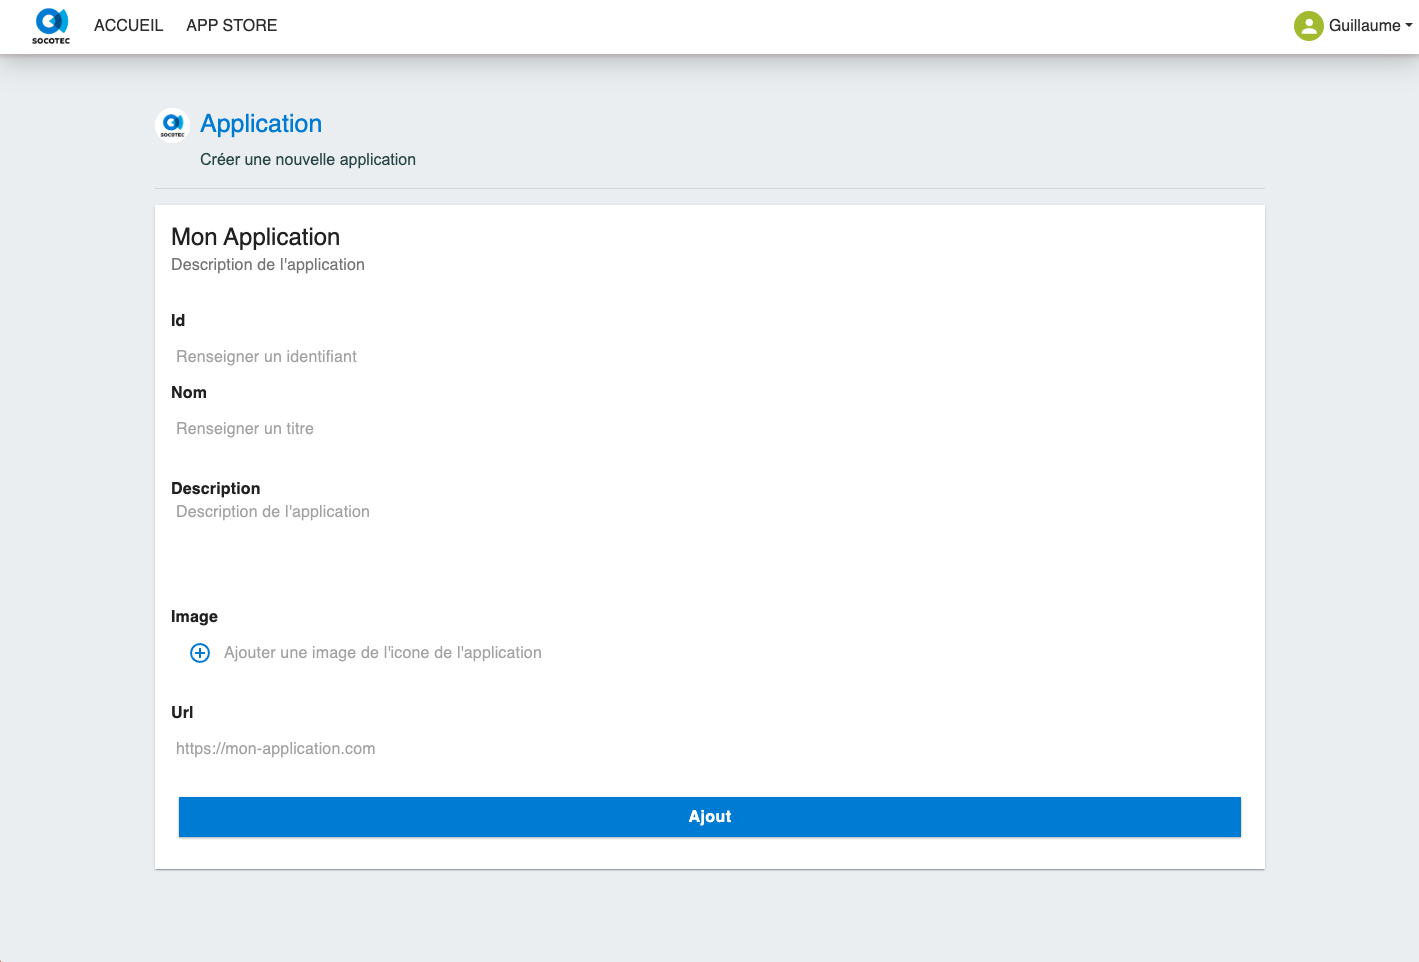 SOCOTEC
ACCUEIL
APP STORE
Guillaume
SOCOTEC
Application
Créer une nouvelle application
Mon Application
Description de l'application
Id
Renseigner un identifiant
Nom
Renseigner un titre
Description
Description de l'application
Image
Ajouter une image de l'icone de l'application
Url
https://mon-application.com
Ajout